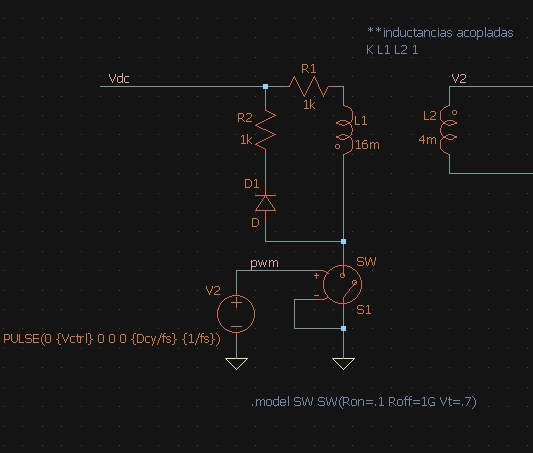 **inductancias acopladas
K L1 L2 1
Vdc
R1
1k
V2
R2
1k
L1
16m
L2
4m
D1
D
pwm
SW
V2
S1
PULSE(0 {Vctrl} 0 0 0 {Dcy/fs} {1/fs})
.model SW SW(Ron=.1 Roff=1G Vt=.7)